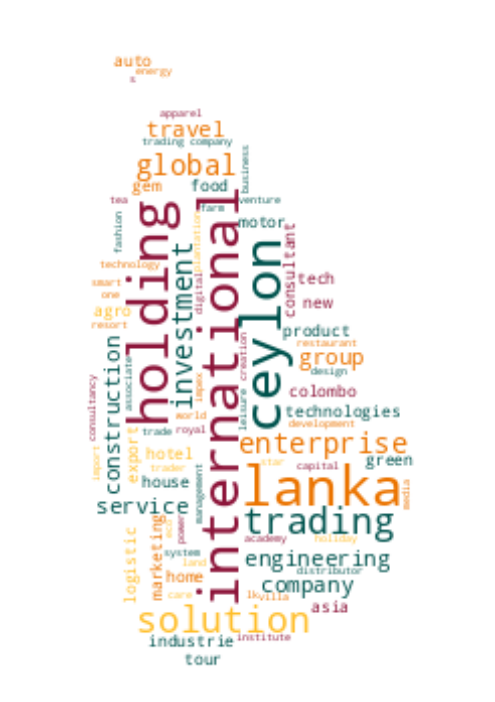 auto
energy
s
apparel
travel
trading company
global
business
gem
food
tea
farm
venture
fashion
holding
international
plantation
motor
investment
ceylon
consultant
technology
tech
smart
digital
one
new
agro
resort
product
creation
restaurant
construction
associate
group
design
impex
colombo
consultancy
leisure
world
technologies
development
trade
royal
enterprise
export
import
hotel
star
green
trader
capital
house
management
lanka
media
service
trading
logistic
marketing
power
eco
academy
holiday
system
land
engineering
home
distributor
company
care
lk
villa
asia
solution
industrie
institute
tour